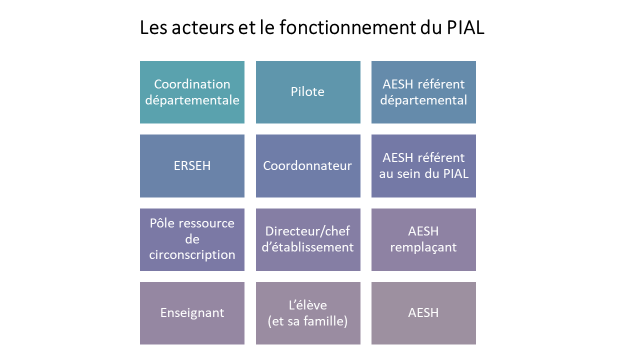 Les acteurs et le fonctionnement du PIAL
Coordination
départementale
Pilote
AESH référent
départemental
ERSEH
Coordonnateur
AESH référent
au sein du PIAL
Pôle ressource
de
circonscription
Directeur/chef
d’établissement
AESH
remplaçant
Enseignant
L’élève
(et sa famille)
AESH